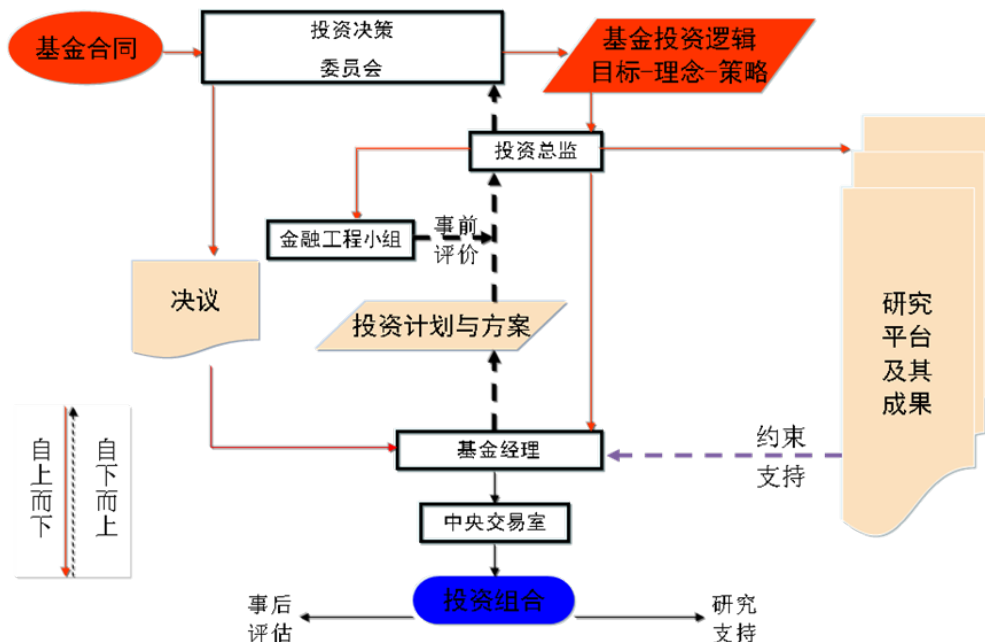 基金合同
投资决策
委员会
基金投资逻辑
目标-理念-策略
投资总监
金融工程小组
事前
评价
决议
投资计划与方案
研究
平台
及其
成果
自上而下
自下而上
基金经理
约束
支持
中央交易室
投资组合
事后
评估
研究
支持